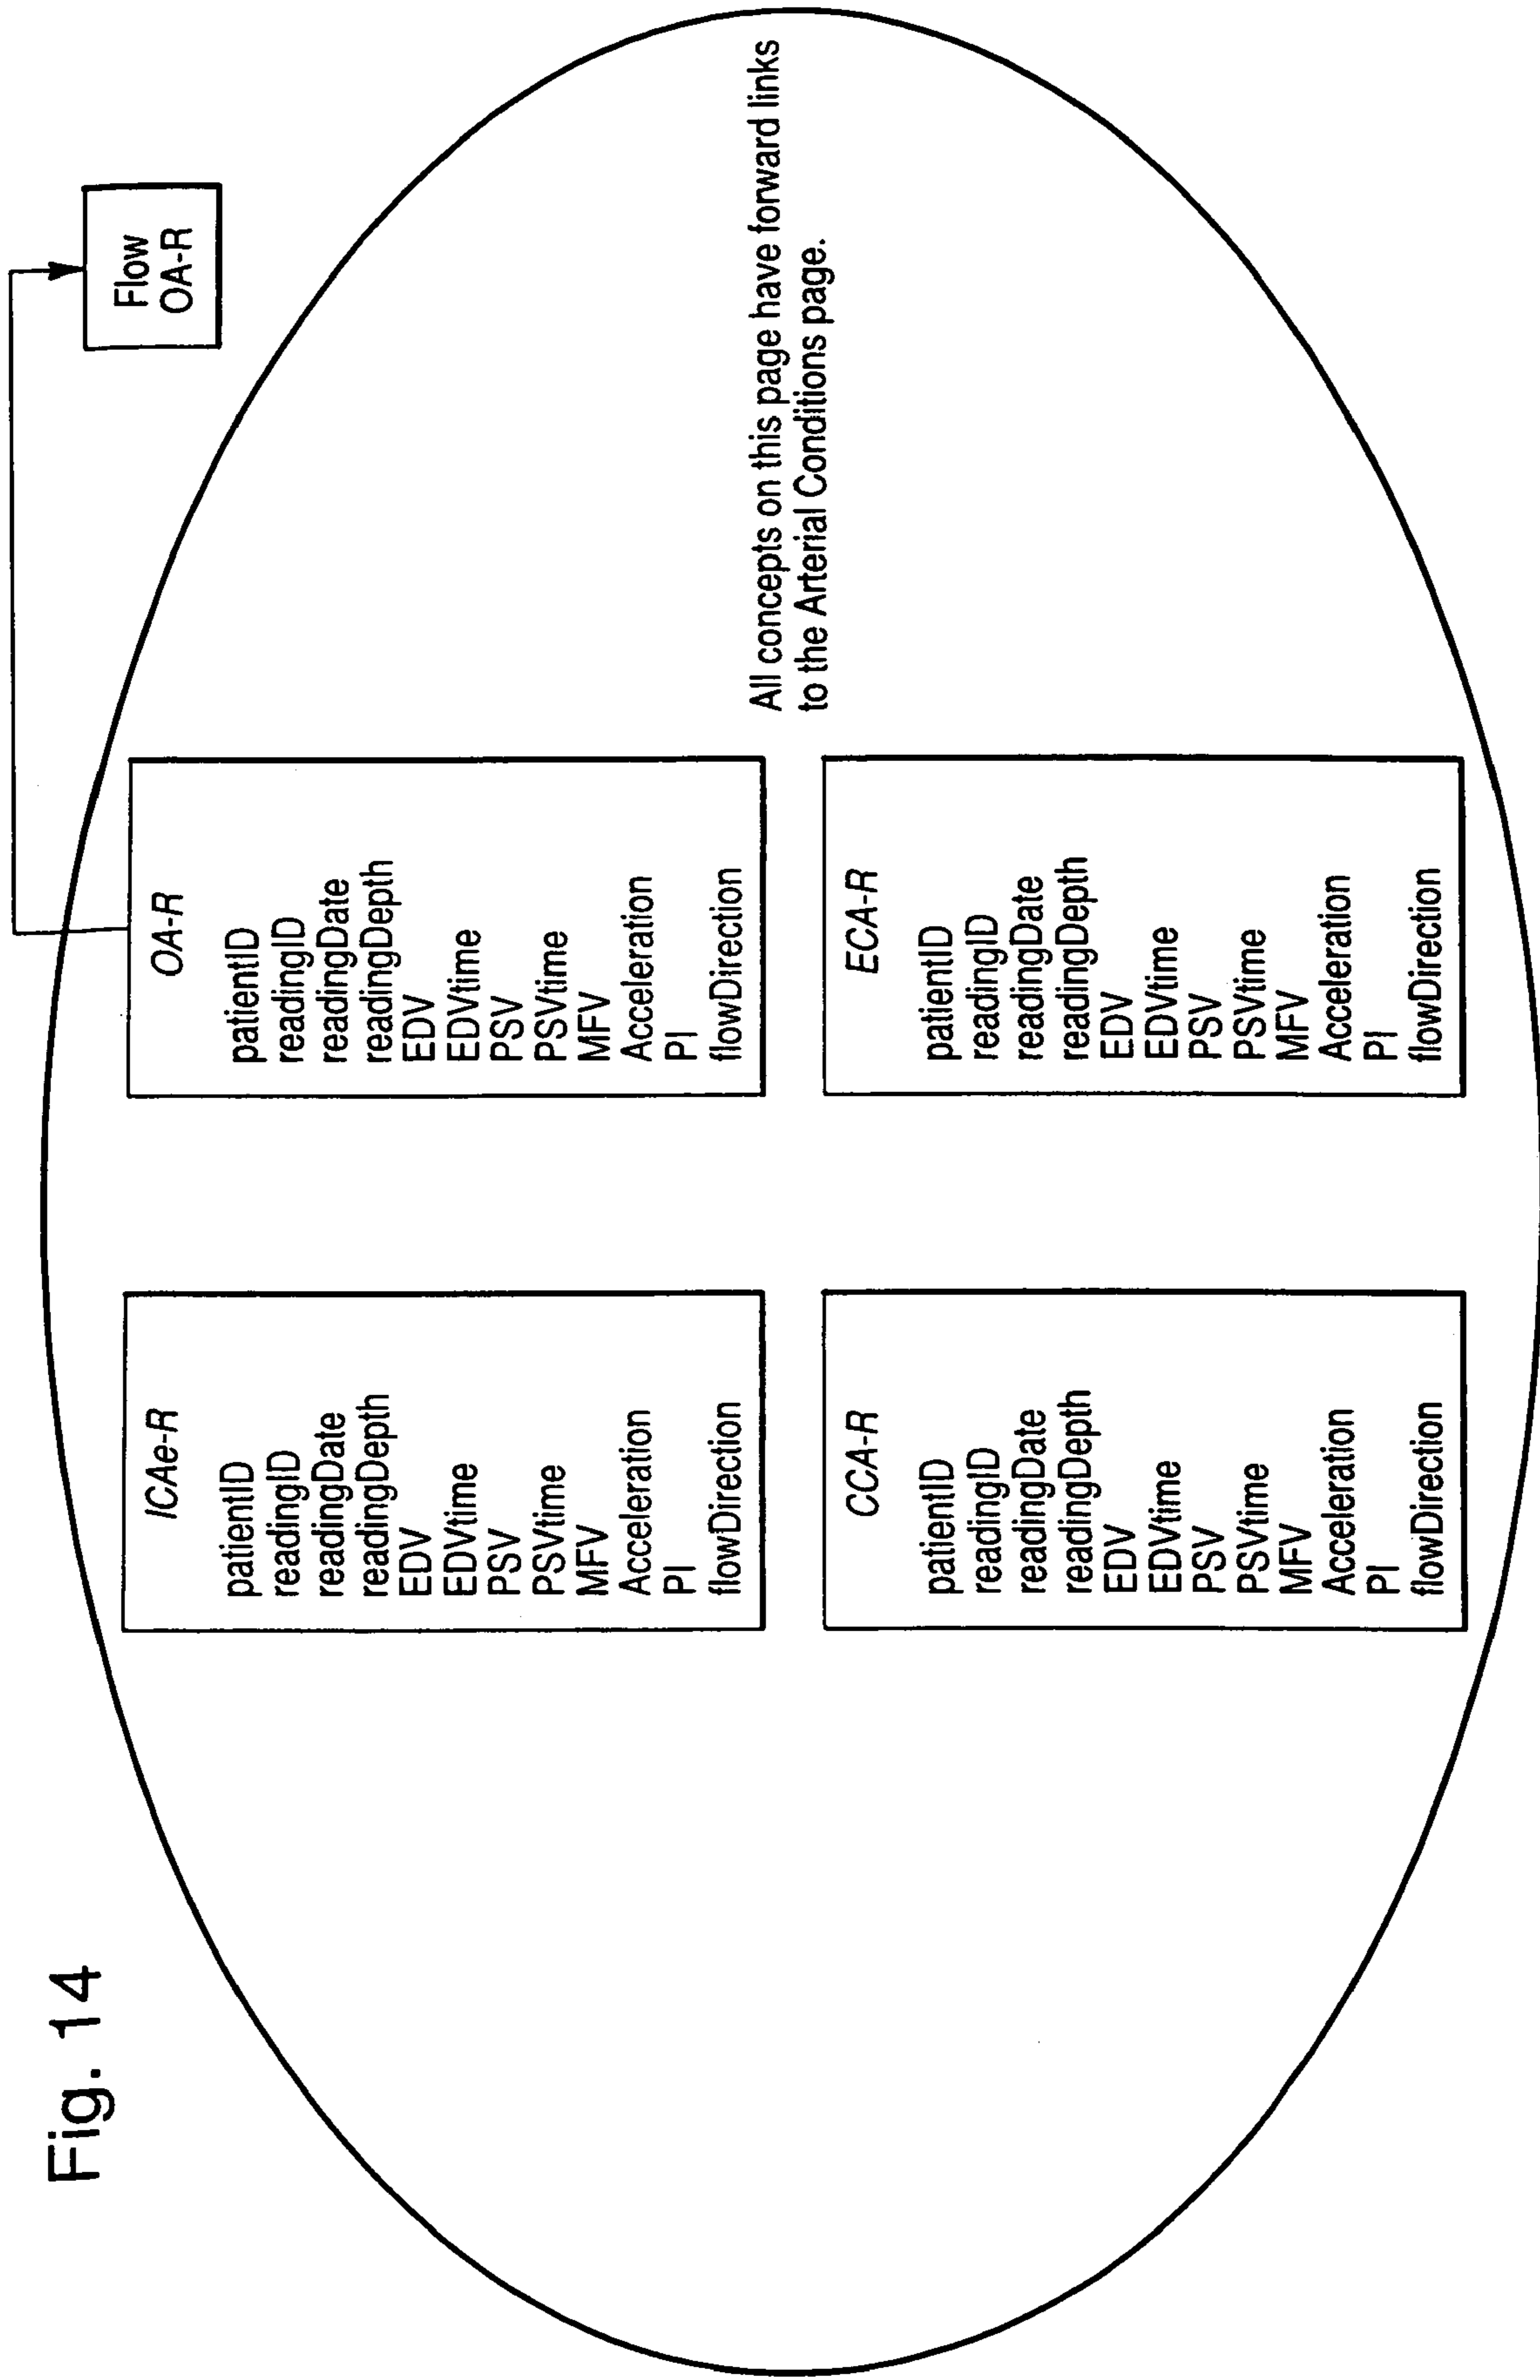 Fig. 14
Flow
OA-R
ICAe-R
patientID
readingID
readingDate
readingDepth
EDV
EDVtime
PSV
PSVtime
MFV
Acceleration
PI
flowDirection
OA-R
patientID
readingID
readingDate
readingDepth
EDV
EDVtime
PSV
PSVtime
MFV
Acceleration
PI
flowDirection
All concepts on this page have forward links
to the Arterial Conditions page.
CCA-R
patientID
readingID
readingDate
readingDepth
EDV
EDVtime
PSV
PSVtime
MFV
Acceleration
PI
flowDirection
ECA-R
patientID
readingID
readingDate
readingDepth
EDV
EDVtime
PSV
PSVtime
MFV
Acceleration
PI
flowDirection